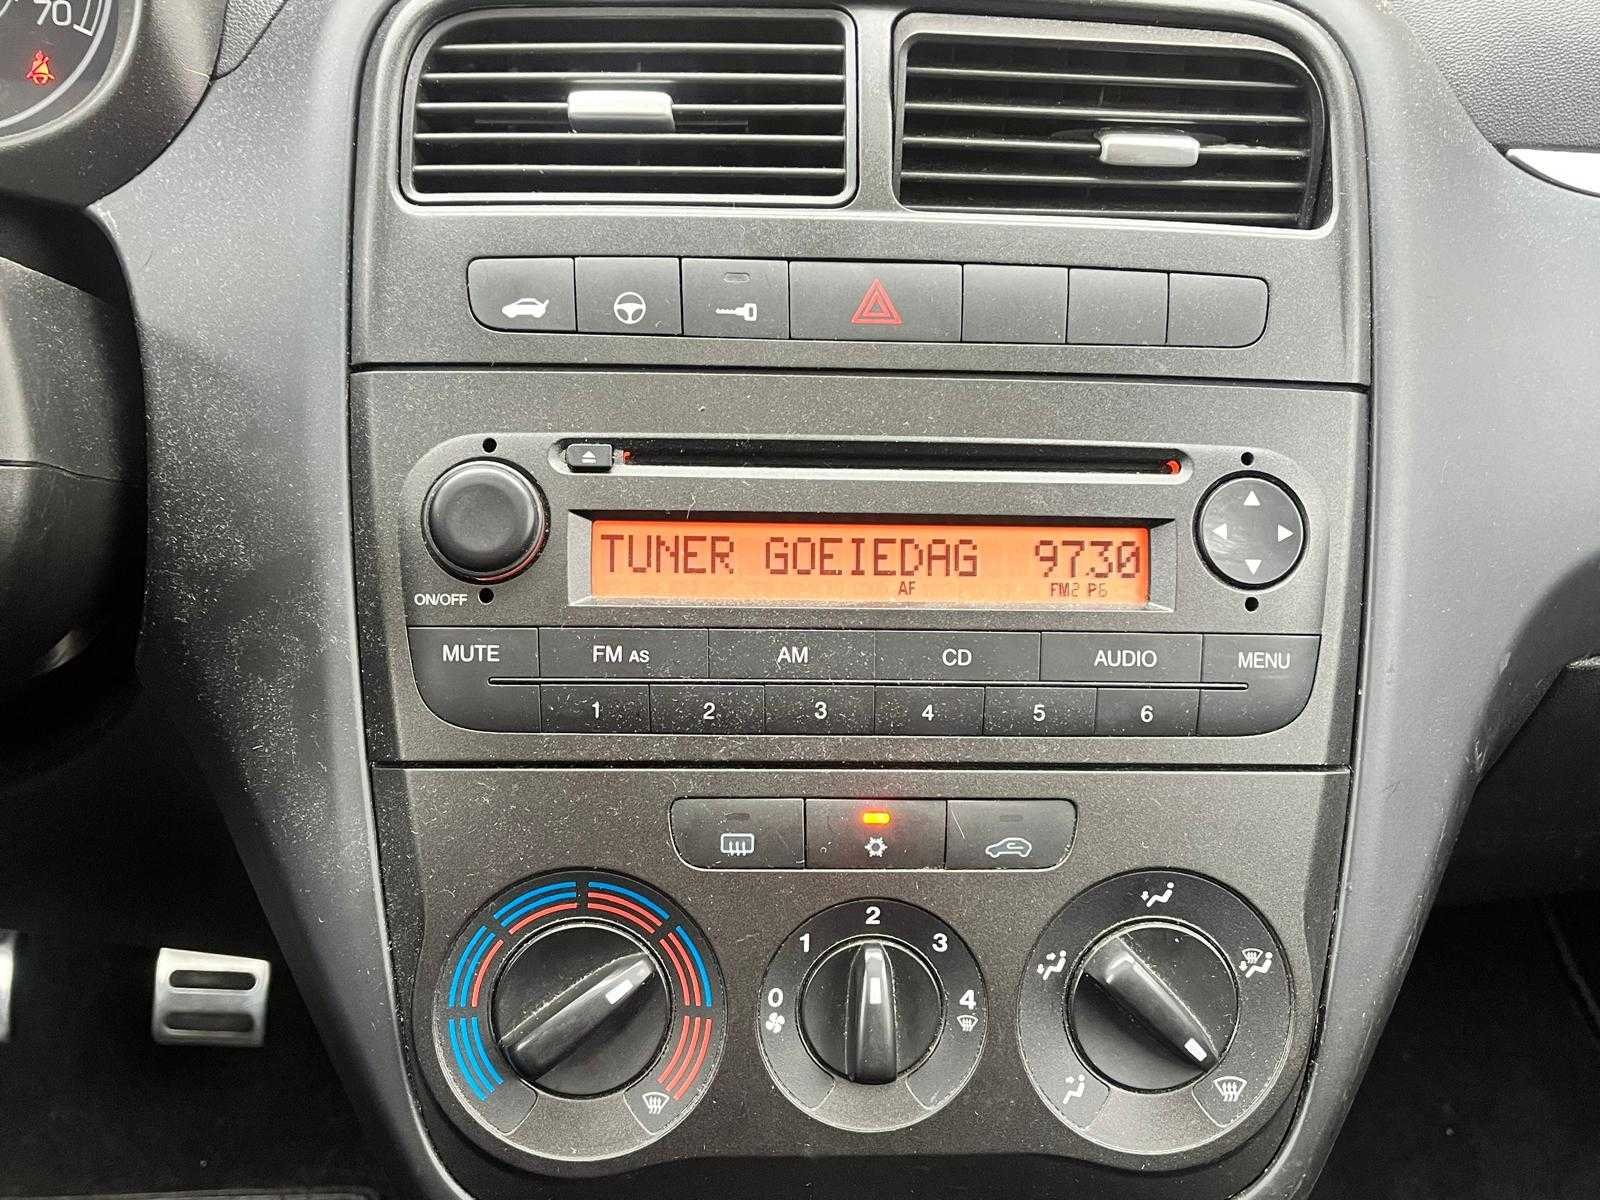 70
TUNER GOEIEDAG 97.30
AF FM2 P6
ON/OFF
MUTE FM AS AM CD AUDIO MENU
1 2 3 4 5 6
0 1 2 3 4